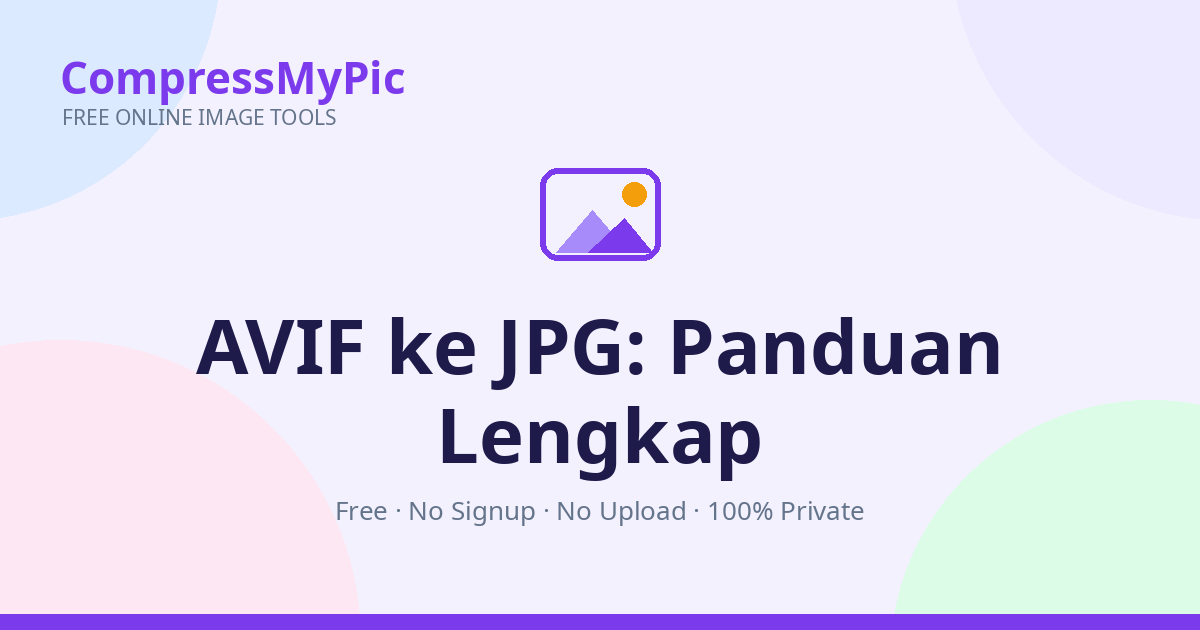 CompressMyPic
FREE ONLINE IMAGE TOOLS
AVIF ke JPG: Panduan
Lengkap
Free · No Signup · No Upload · 100% Private